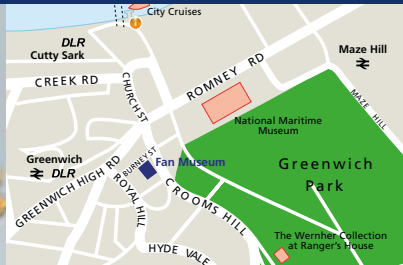 City Cruises
DLR
Cutty Sark
Maze Hill
ROMNEY RD
CREEK RD
CHURCH ST
MAZE HILL
National Maritime
Museum
Greenwich
DLR
BURNEY ST
Fan Museum
Greenwich
Park
GREENWICH HIGH RD
ROYAL HILL
CROOMS HILL
The Wernher Collection
at Ranger's House
HYDE VALE